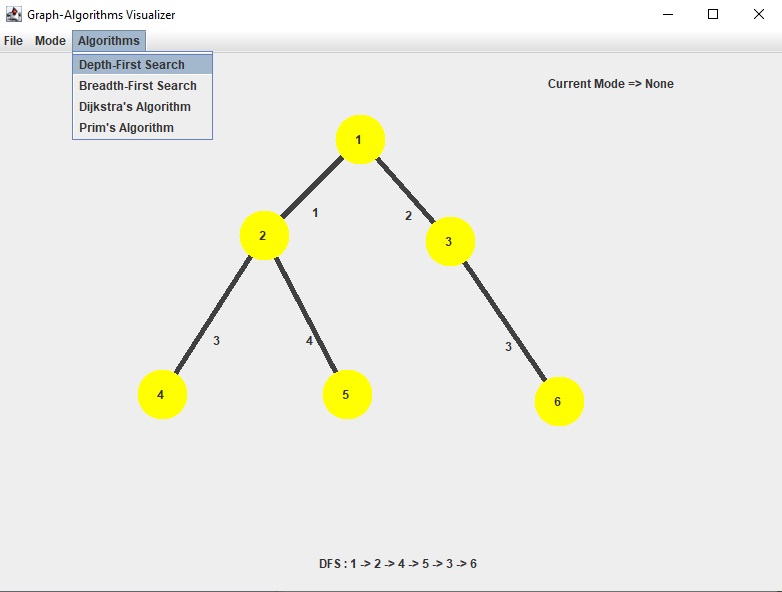 Graph-Algorithms Visualizer
File Mode Algorithms
Depth-First Search
Breadth-First Search
Dijkstra's Algorithm
Prim's Algorithm
Current Mode => None
1
1
2
2
3
3
4
3
4
5
6
DFS : 1 -> 2 -> 4 -> 5 -> 3 -> 6